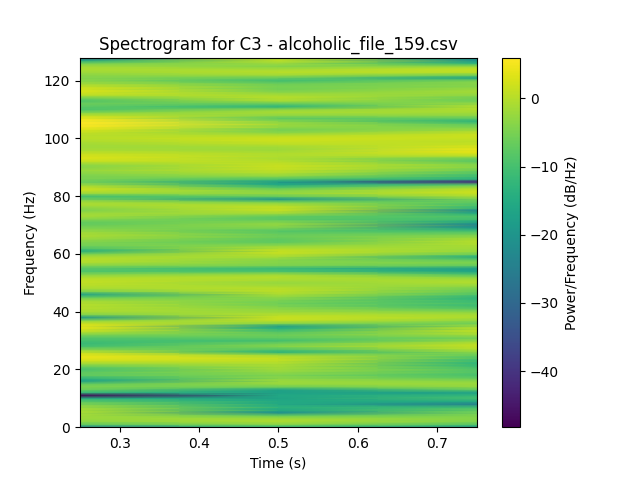 Spectrogram for C3 - alcoholic_file_159.csv
120
100
80
60
40
20
0
Frequency (Hz)
0.3 0.4 0.5 0.6 0.7
Time (s)
0
−10
−20
−30
−40
Power/Frequency (dB/Hz)